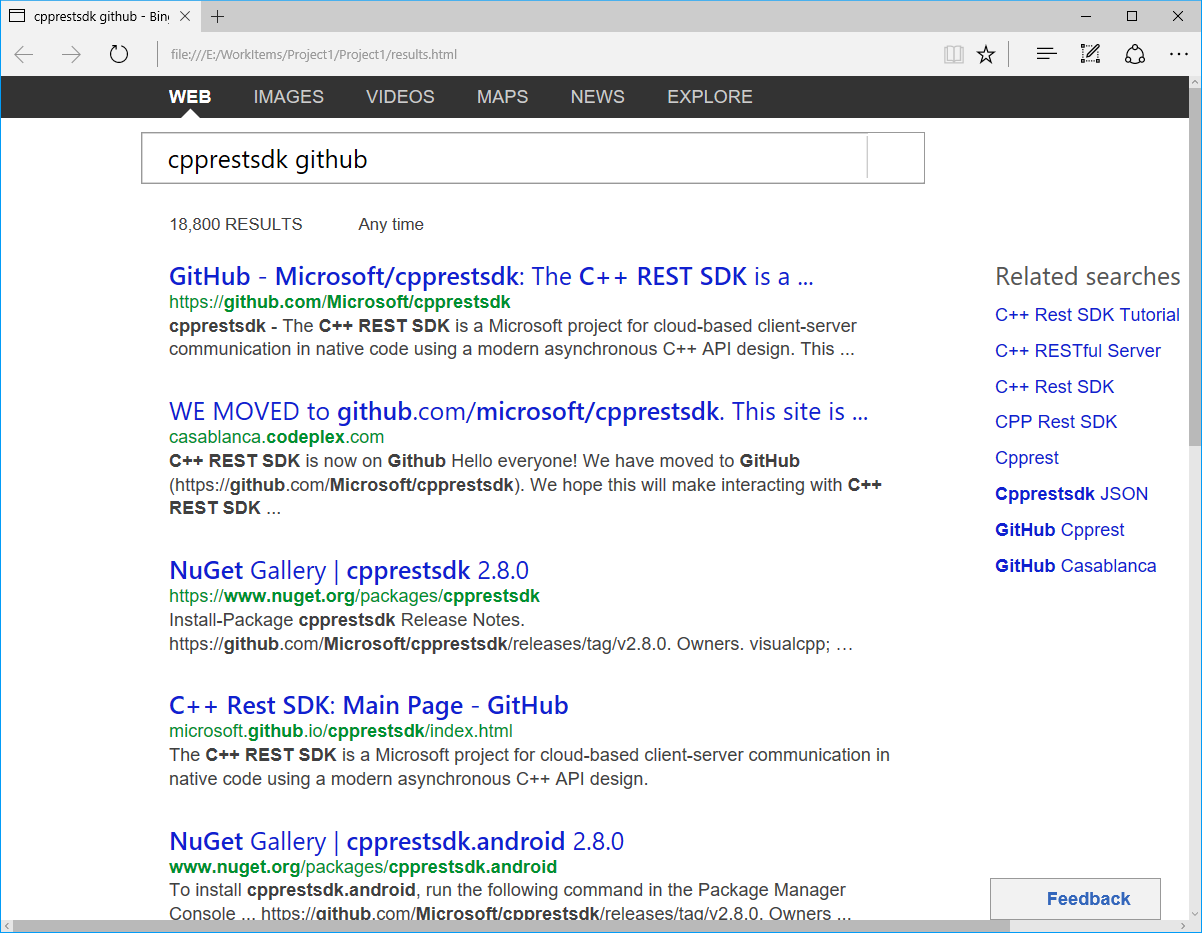 cpprestsdk github - Bing
file:///E:/WorkItems/Project1/Project1/results.html
WEB IMAGES VIDEOS MAPS NEWS EXPLORE
cpprestsdk github
18,800 RESULTS Any time
GitHub - Microsoft/cpprestsdk: The C++ REST SDK is a ...
https://github.com/Microsoft/cpprestsdk
cpprestsdk - The C++ REST SDK is a Microsoft project for cloud-based client-server
communication in native code using a modern asynchronous C++ API design. This ...
WE MOVED to github.com/microsoft/cpprestsdk. This site is ...
casablanca.codeplex.com
C++ REST SDK is now on Github Hello everyone! We have moved to GitHub
(https://github.com/Microsoft/cpprestsdk). We hope this will make interacting with C++
REST SDK ...
NuGet Gallery | cpprestsdk 2.8.0
https://www.nuget.org/packages/cpprestsdk
Install-Package cpprestsdk Release Notes.
https://github.com/Microsoft/cpprestsdk/releases/tag/v2.8.0. Owners. visualcpp; …
C++ Rest SDK: Main Page - GitHub
microsoft.github.io/cpprestsdk/index.html
The C++ REST SDK is a Microsoft project for cloud-based client-server communication in
native code using a modern asynchronous C++ API design.
NuGet Gallery | cpprestsdk.android 2.8.0
www.nuget.org/packages/cpprestsdk.android
To install cpprestsdk.android, run the following command in the Package Manager
Console ... https://github.com/Microsoft/cpprestsdk/releases/tag/v2.8.0. Owners ...
Related searches
C++ Rest SDK Tutorial
C++ RESTful Server
C++ Rest SDK
CPP Rest SDK
Cpprest
Cpprestsdk JSON
GitHub Cpprest
GitHub Casablanca
Feedback